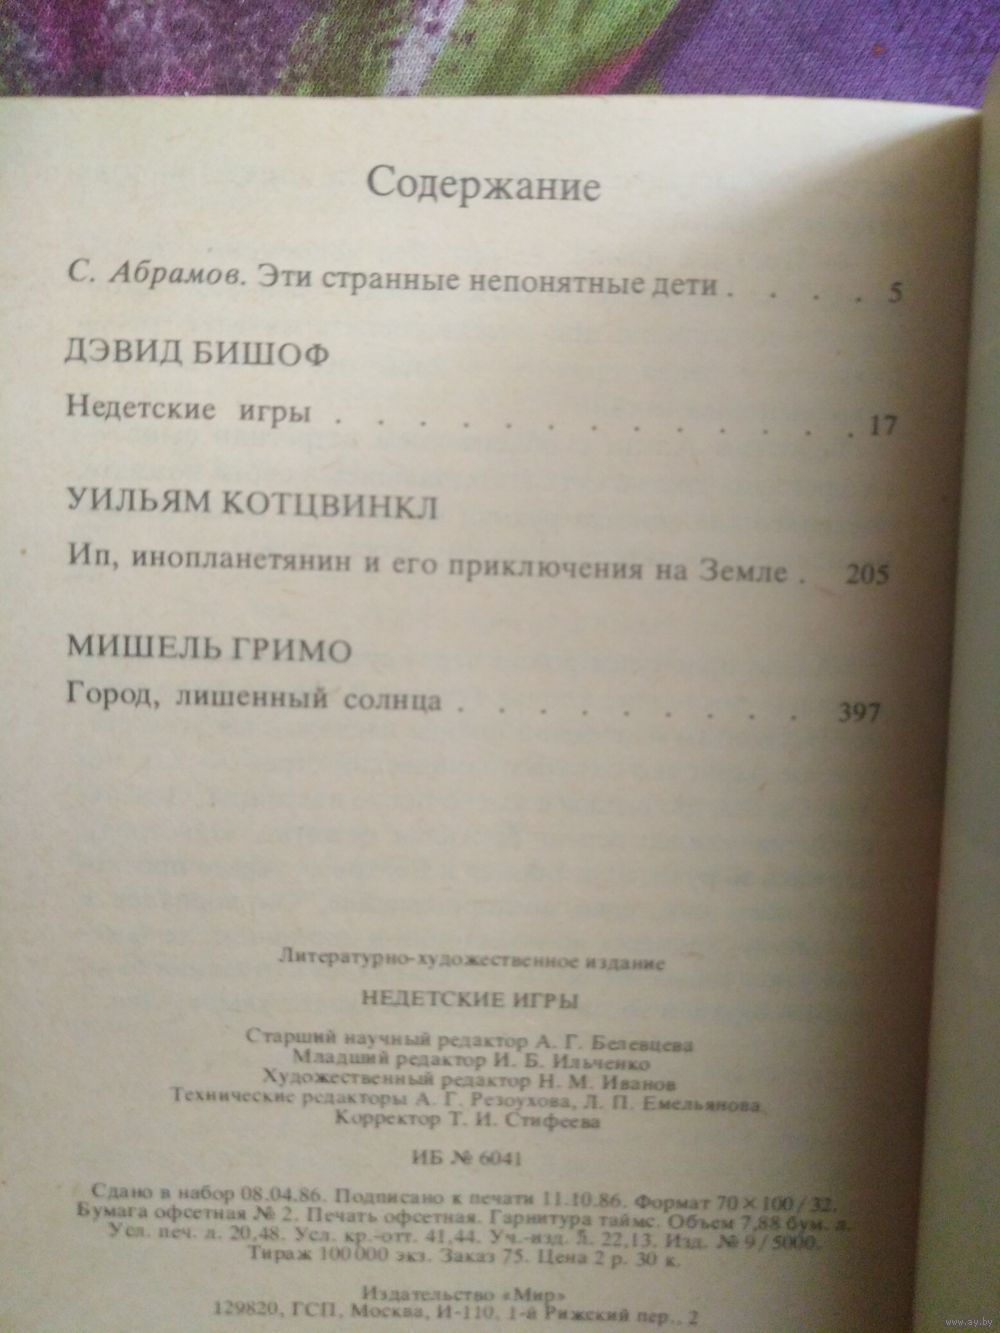 Содержание
С. Абрамов. Эти странные непонятные дети . . . . 5
ДЭВИД БИШОФ
Недетские игры . . . . . . . . . . . . . . . . . . . 17
УИЛЬЯМ КОТЦВИНКЛ
Ип, инопланетянин и его приключения на Земле . 205
МИШЕЛЬ ГРИМО
Город, лишенный солнца . . . . . . . . . . 397
Литературно-художественное издание
НЕДЕТСКИЕ ИГРЫ
Старший научный редактор А. Г. Белевцева
Младший редактор И. Б. Ильченко
Художественный редактор Н. М. Иванов
Технические редакторы А. Г. Резоухова, Л. П. Емельянова
Корректор Т. И. Стифеева
ИБ № 6041
Сдано в набор 08.04.86. Подписано к печати 11.10.86. Формат 70 × 100/32.
Бумага офсетная № 2. Печать офсетная. Гарнитура таймс. Объем 7,88 бум. л.
Усл. печ. л. 20,48. Усл. кр.-отт. 41,44. Уч.-изд. л. 22,13. Изд. № 9/5000.
Тираж 100 000 экз. Заказ 75. Цена 2 р. 30 к.
Издательство «Мир»
129820, ГСП, Москва, И-110, 1-й Рижский пер., 2
www.ay.by